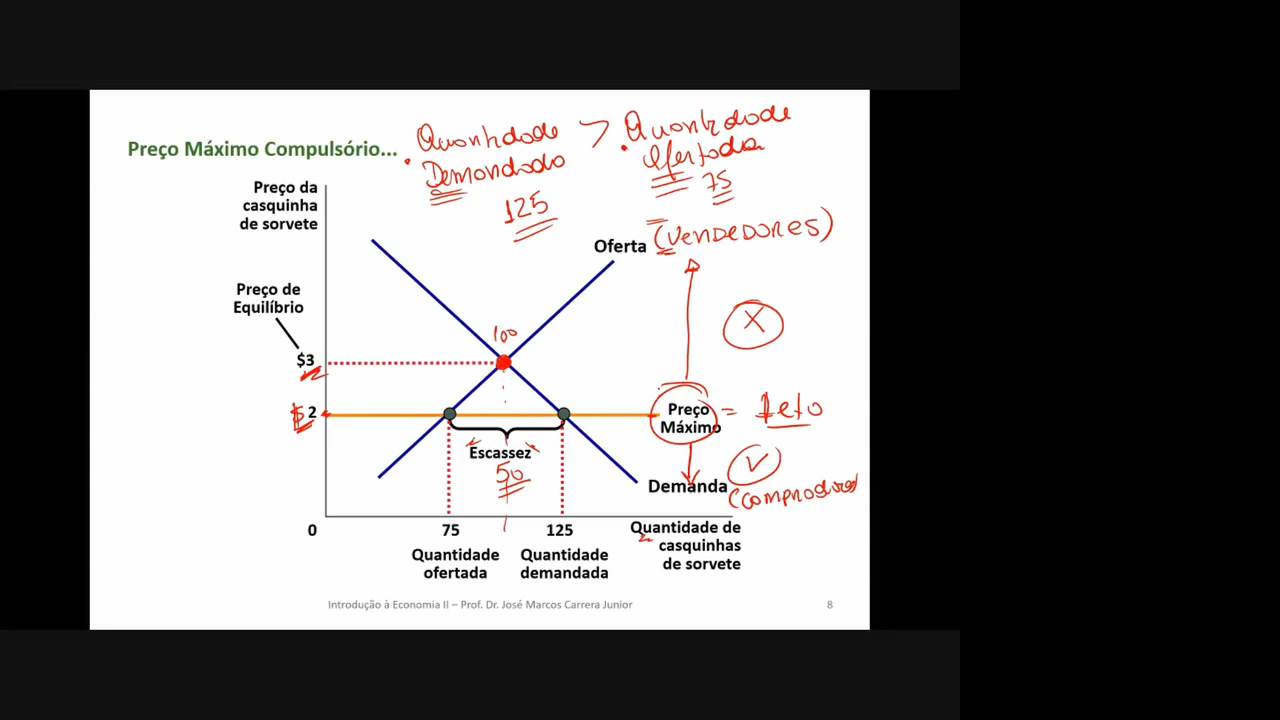 Preço Máximo Compulsório...
Quantidade > Quantidade
Demandada Ofertada
125 75
Preço da
casquinha
de sorvete
Oferta (VENDEDORES)
Preço de
Equilíbrio
100
X
$3
$2
Preço
Máximo
= teto
Escassez
50
V
Demanda
0
75
125
Quantidade
ofertada
Quantidade
demandada
Quantidade de
casquinhas
de sorvete
Introdução à Economia II – Prof. Dr. José Marcos Carrera Junior
8